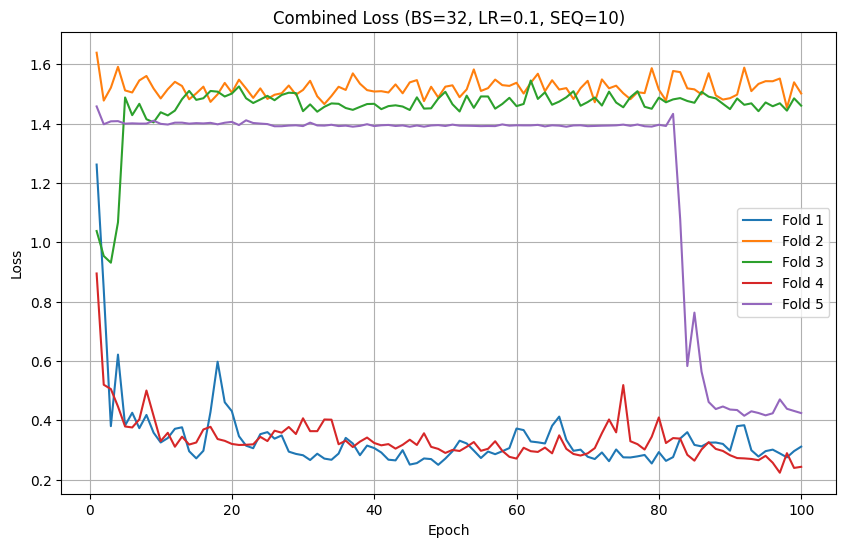 Combined Loss (BS=32, LR=0.1, SEQ=10)
Loss
1.6
1.4
1.2
1.0
0.8
0.6
0.4
0.2
Fold 1
Fold 2
Fold 3
Fold 4
Fold 5
0 20 40 60 80 100
Epoch